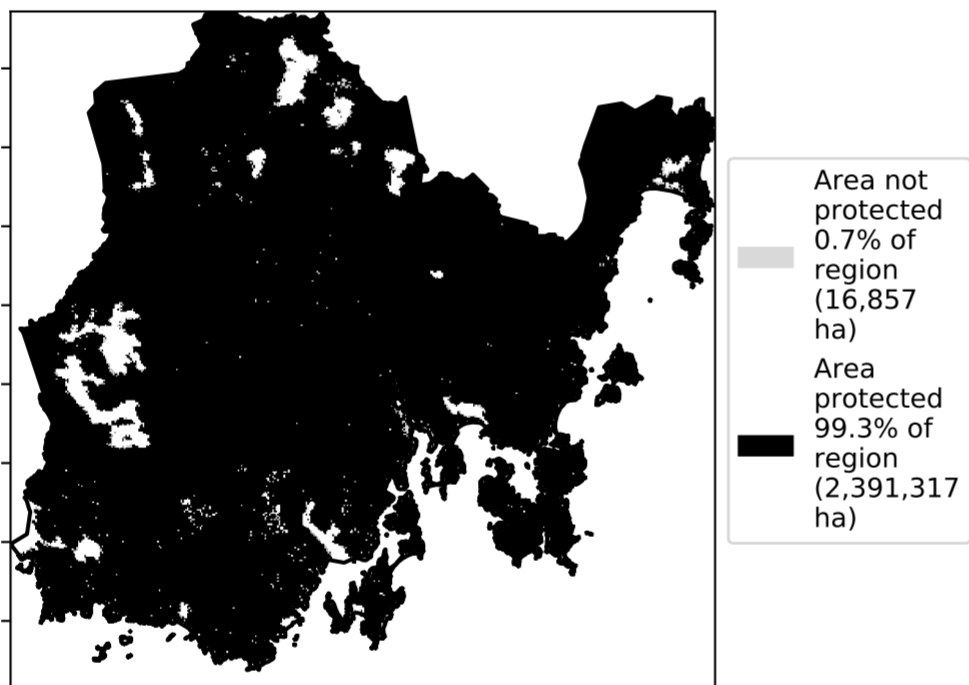 Area not
protected
0.7% of
region
(16,857
ha)
Area
protected
99.3% of
region
(2,391,317
ha)